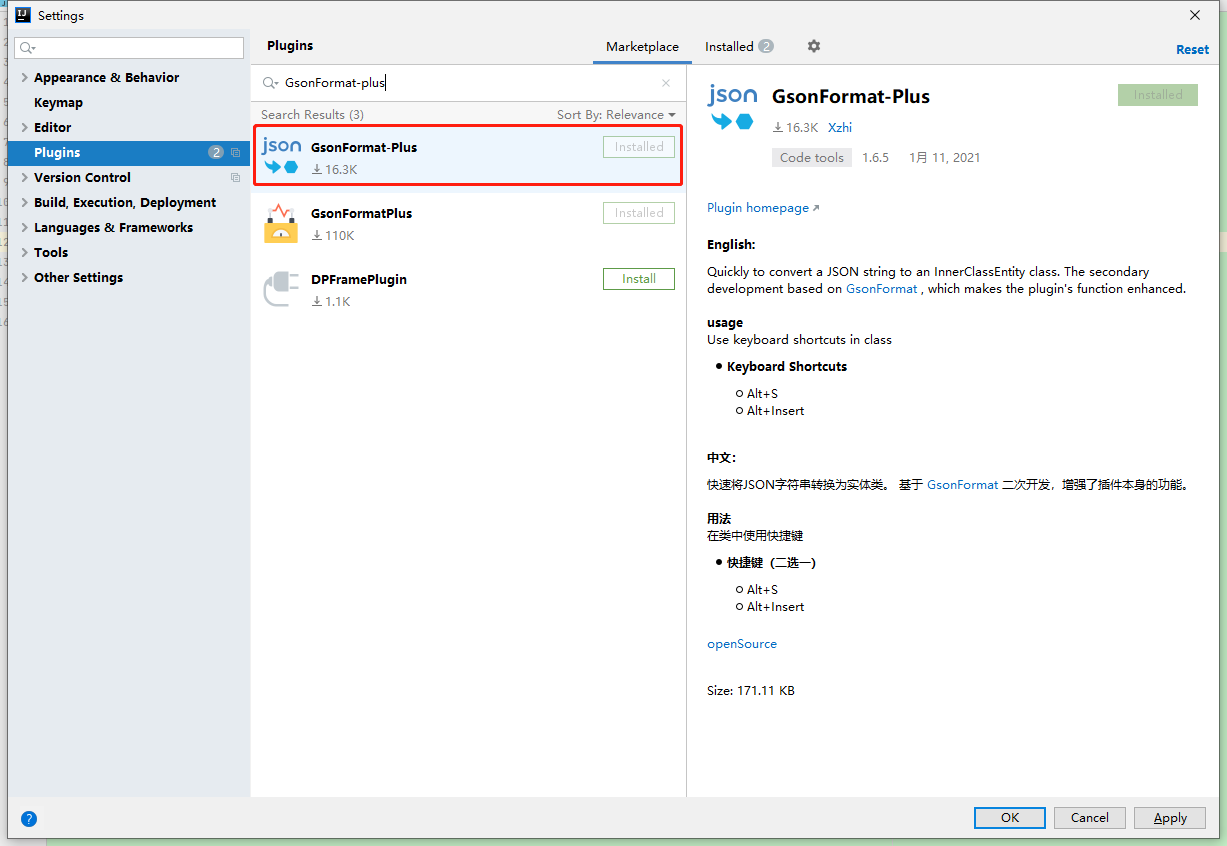 Settings
Plugins
Marketplace
Installed 2
Reset
Appearance & Behavior
Keymap
Editor
Plugins 2
Version Control
Build, Execution, Deployment
Languages & Frameworks
Tools
Other Settings
GsonFormat-plus
Search Results (3)
Sort By: Relevance
json
GsonFormat-Plus
Installed
16.3K
GsonFormatPlus
Installed
110K
DPFramePlugin
Install
1.1K
json
GsonFormat-Plus
Installed
16.3K Xzhi
Code tools 1.6.5 1月 11, 2021
Plugin homepage
English:
Quickly to convert a JSON string to an InnerClassEntity class. The secondary
development based on GsonFormat , which makes the plugin's function enhanced.
usage
Use keyboard shortcuts in class
Keyboard Shortcuts
Alt+S
Alt+Insert
中文:
快速将JSON字符串转换为实体类。 基于 GsonFormat 二次开发，增强了插件本身的功能。
用法
在类中使用快捷键
快捷键（二选一)
Alt+S
Alt+Insert
openSource
Size: 171.11 KB
?
OK
Cancel
Apply